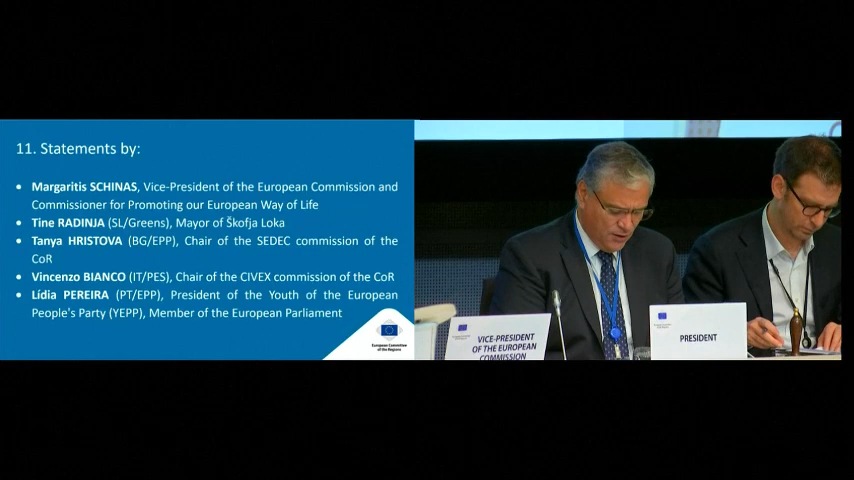 11. Statements by:
• Margaritis SCHINAS, Vice-President of the European Commission and
Commissioner for Promoting our European Way of Life
• Tine RADINJA (SL/Greens), Mayor of Škofja Loka
• Tanya HRISTOVA (BG/EPP), Chair of the SEDEC commission of the
CoR
• Vincenzo BIANCO (IT/PES), Chair of the CIVEX commission of the CoR
• Lídia PEREIRA (PT/EPP), President of the Youth of the European
People's Party (YEPP), Member of the European Parliament
European Committee
of the Regions
VICE-PRESIDENT
OF THE EUROPEAN
COMMISSION
PRESIDENT